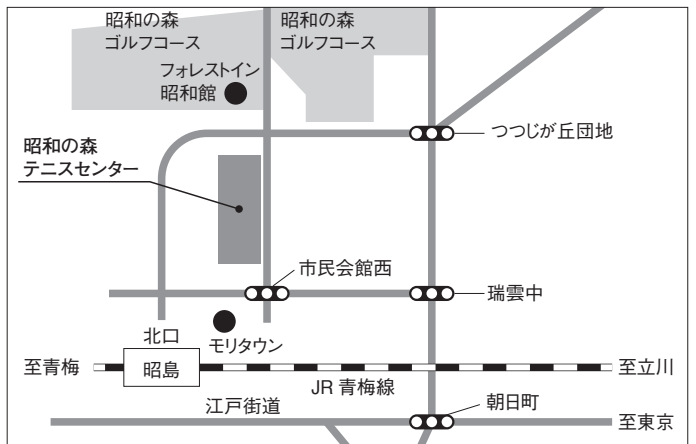 昭和の森
ゴルフコース
昭和の森
ゴルフコース
フォレストイン
昭和館
つつじが丘団地
昭和の森
テニスセンター
市民会館西
瑞雲中
北口
モリタウン
至青梅
昭島
JR 青梅線
至立川
江戸街道
朝日町
至東京